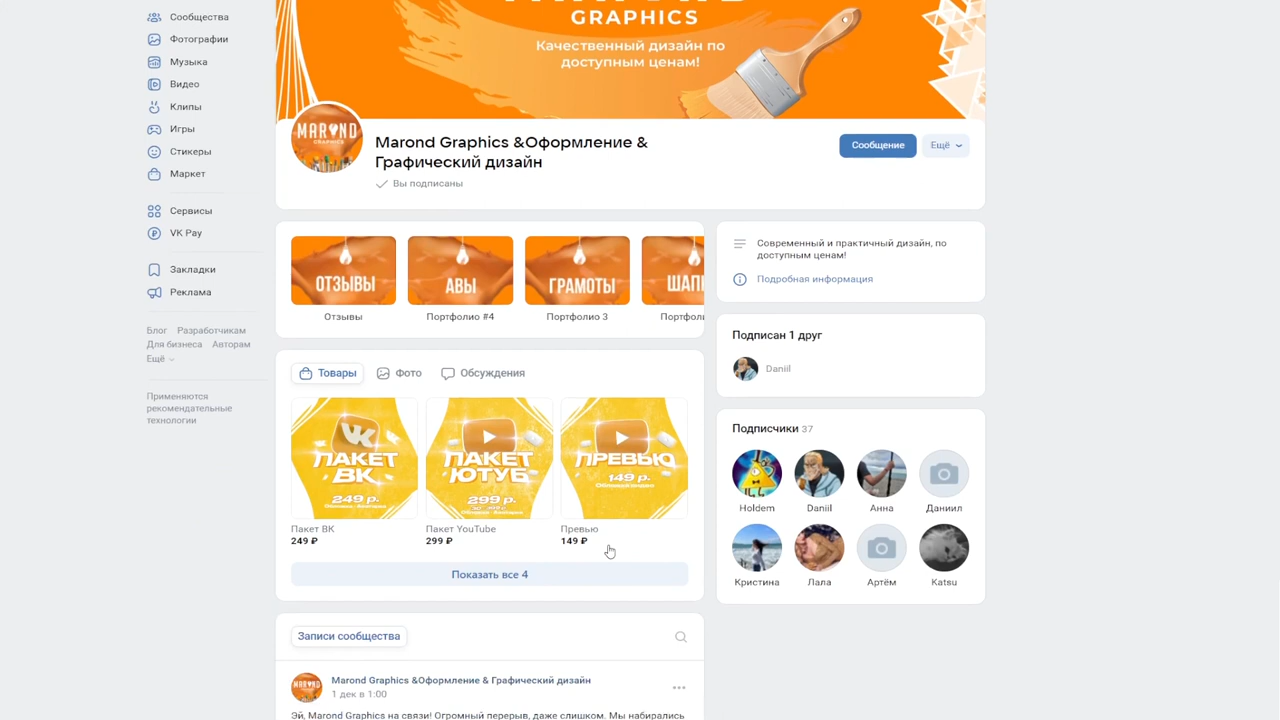 Сообщества
Фотографии
Музыка
Видео
Клипы
Игры
Стикеры
Маркет
Сервисы
VK Pay
Закладки
Реклама
Блог Разработчикам
Для бизнеса Авторам
Ещё
Применяются
рекомендательные
технологии
GRAPHICS
Качественный дизайн по
доступным ценам!
MAROND
GRAPHICS
Marond Graphics &Оформление &
Графический дизайн
Вы подписаны
Сообщение
Ещё
ОТЗЫВЫ
АВЫ
ГРАМОТЫ
ШАП
Отзывы
Портфолио #4
Портфолио 3
Портфоли
Товары
Фото
Обсуждения
ПАКЕТ
ВК
249 р.
ПАКЕТ
ЮТУБ
299 р.
ПРЕВЬЮ
149 р.
Пакет ВК
249 ₽
Пакет YouTube
299 ₽
Превью
149 ₽
Показать все 4
Записи сообщества
MAROND
Marond Graphics &Оформление & Графический дизайн
1 дек в 1:00
Эй, Marond Graphics на связи! Огромный перерыв, даже слишком. Мы набирались
Современный и практичный дизайн, по
доступным ценам!
Подробная информация
Подписан 1 друг
Daniil
Подписчики 37
Holdem
Daniil
Анна
Даниил
Кристина
Лала
Артём
Katsu